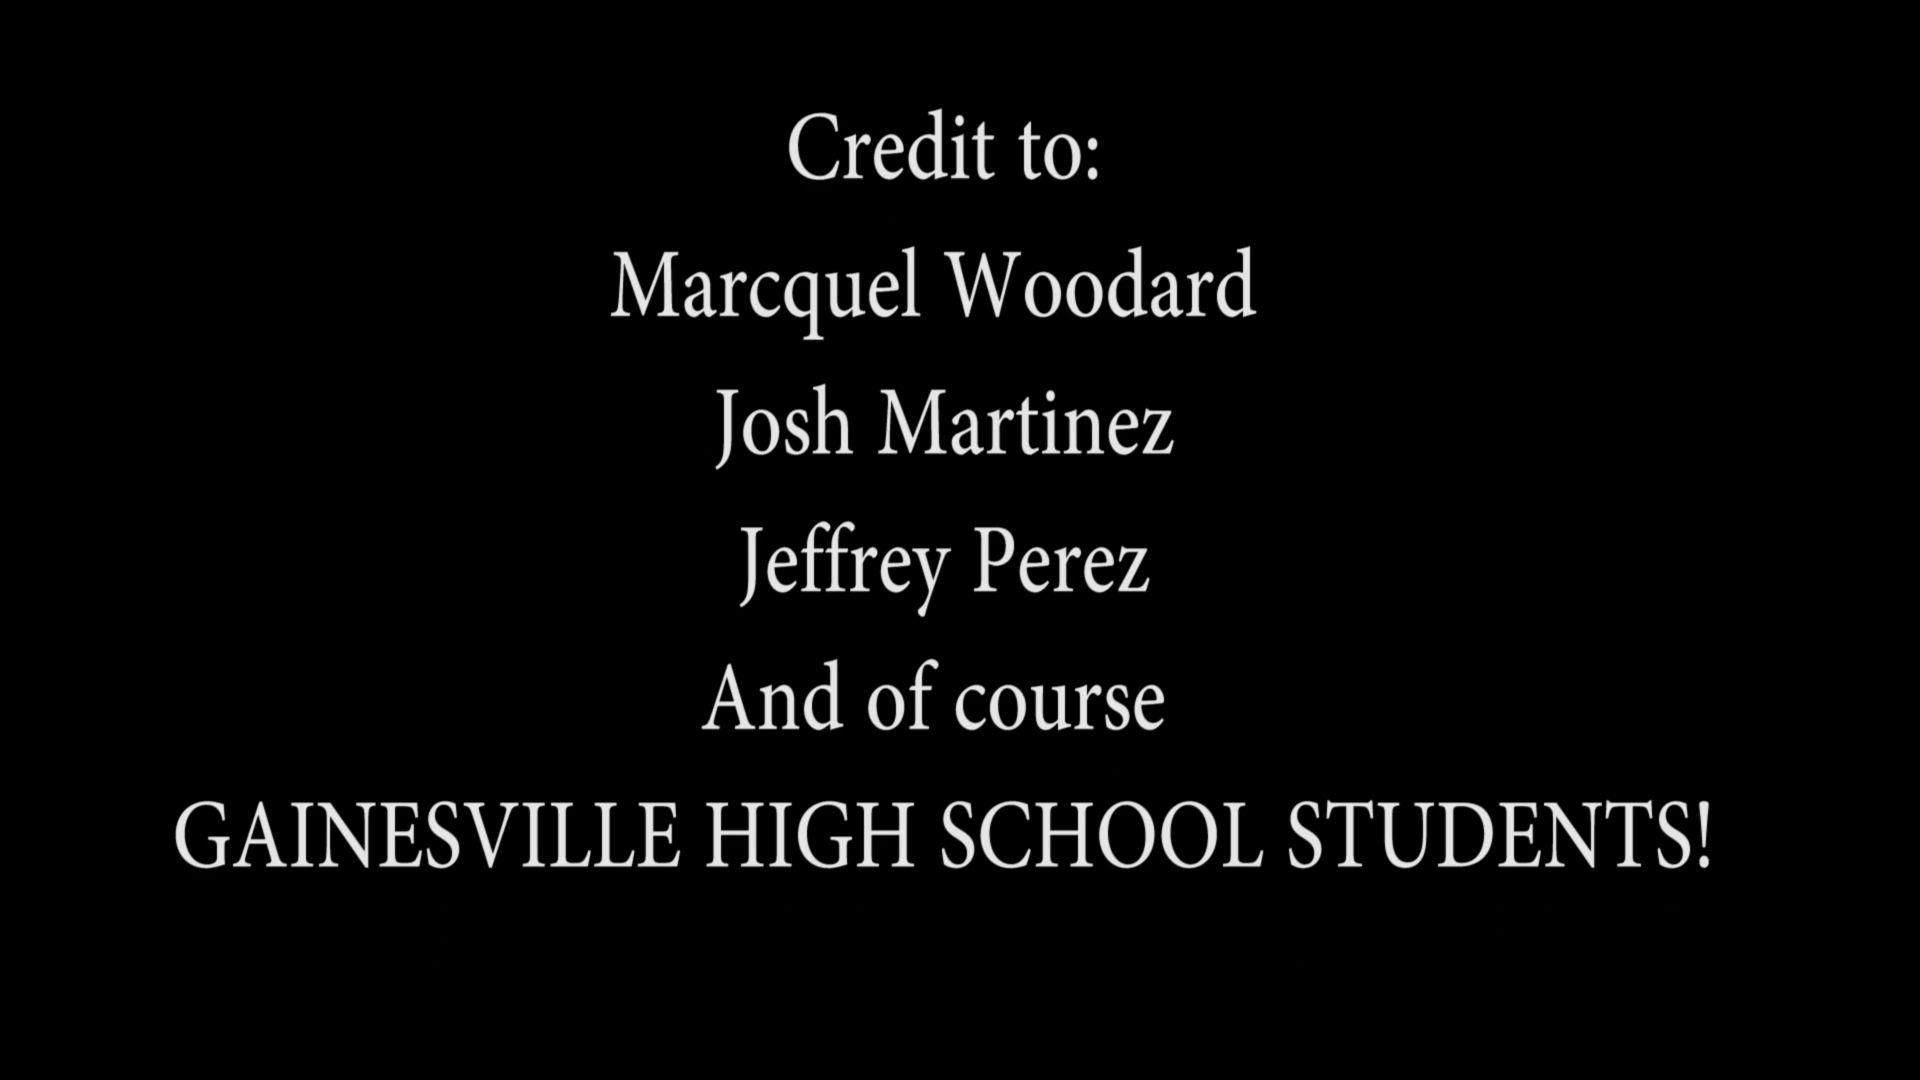 Credit to:
Marcquel Woodard
Josh Martinez
Jeffrey Perez
And of course
GAINESVILLE HIGH SCHOOL STUDENTS!